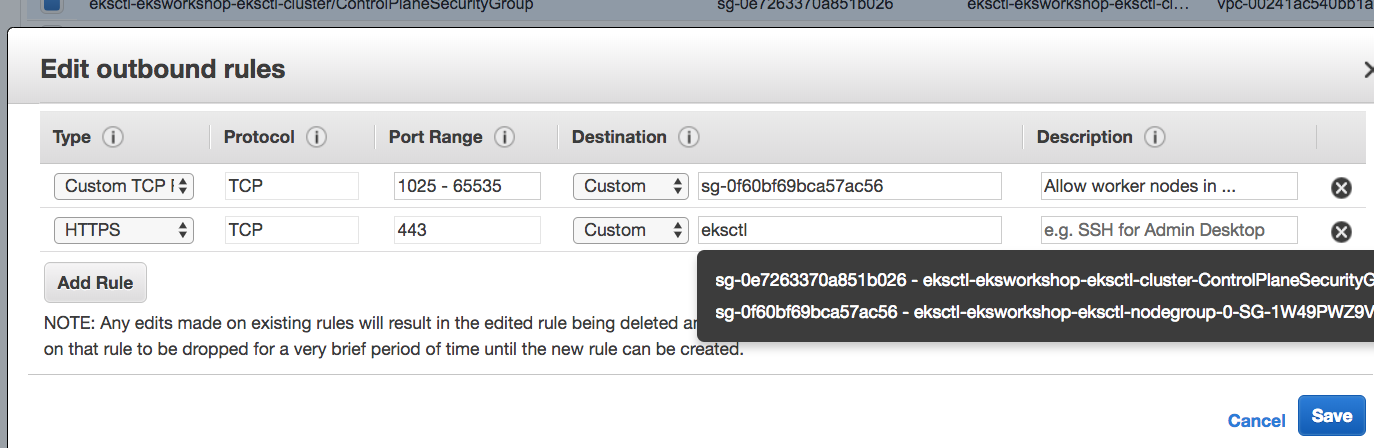 eksctl-eksworkshop-eksctl-cluster/ControlPlaneSecurityGroup sg-0e7263370a851b026 eksctl-eksworkshop-eksctl-cl... vpc-00241ac540bb1a
Edit outbound rules
Type Protocol Port Range Destination Description
Custom TCP TCP 1025 - 65535 Custom sg-0f60bf69bca57ac56 Allow worker nodes in ...
HTTPS TCP 443 Custom eksctl e.g. SSH for Admin Desktop
sg-0e7263370a851b026 - eksctl-eksworkshop-eksctl-cluster-ControlPlaneSecurityG
Add Rule
sg-0f60bf69bca57ac56 - eksctl-eksworkshop-eksctl-nodegroup-0-SG-1W49PWZ9V
NOTE: Any edits made on existing rules will result in the edited rule being deleted
on that rule to be dropped for a very brief period of time until the new rule can be created.
Cancel Save